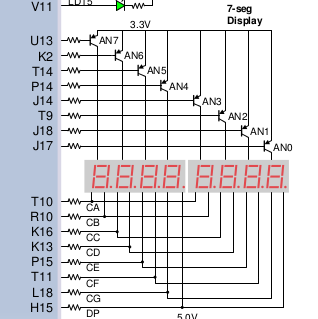 V11
LD15
7-seg
Display
3.3V
U13
AN7
K2
AN6
T14
AN5
P14
AN4
J14
AN3
T9
AN2
J18
AN1
J17
AN0
T10
CA
R10
CB
K16
CC
K13
CD
P15
CE
T11
CF
L18
CG
H15
DP
5.0V